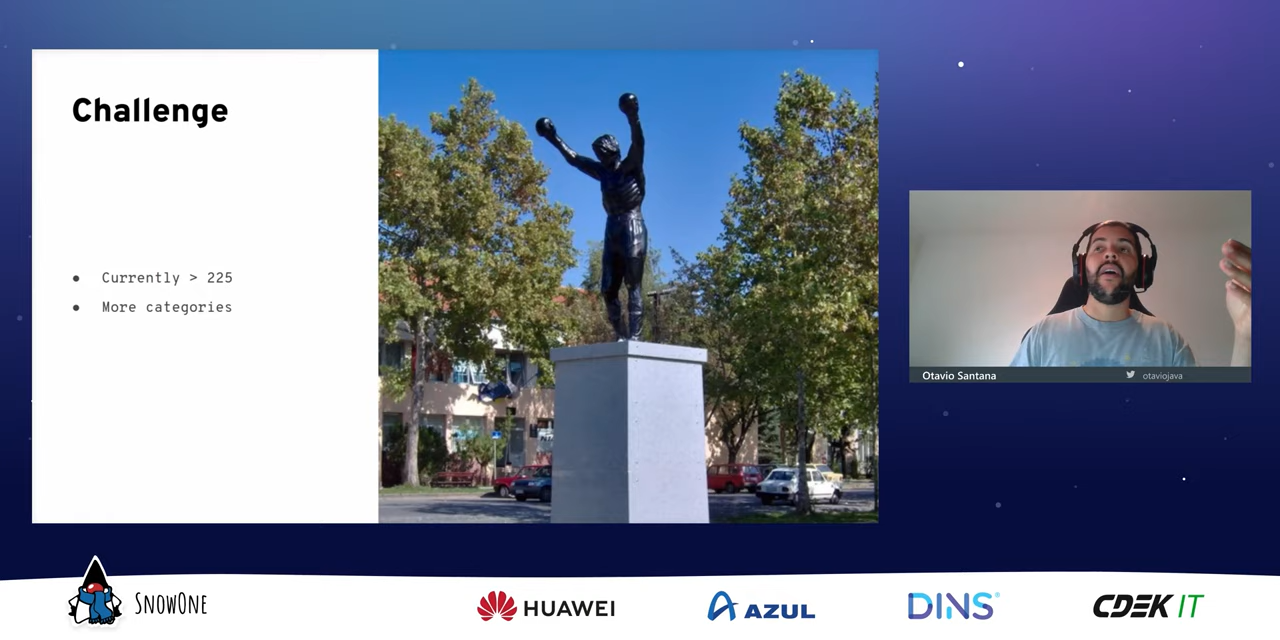 Challenge
● Currently > 225
● More categories
Otavio Santana
otaviojava
SNOWONE
HUAWEI
AZUL
DINS
CDEK IT